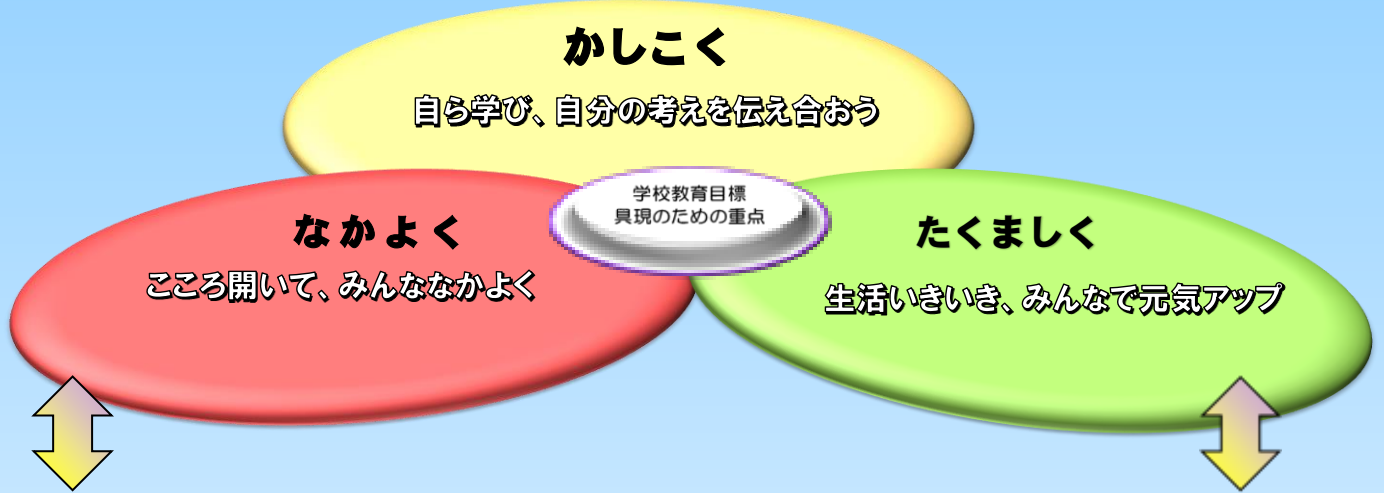 かしこく
自ら学び、自分の考えを伝え合おう
学校教育目標
具現のための重点
なかよく
こころ開いて、みんななかよく
たくましく
生活いきいき、みんなで元気アップ